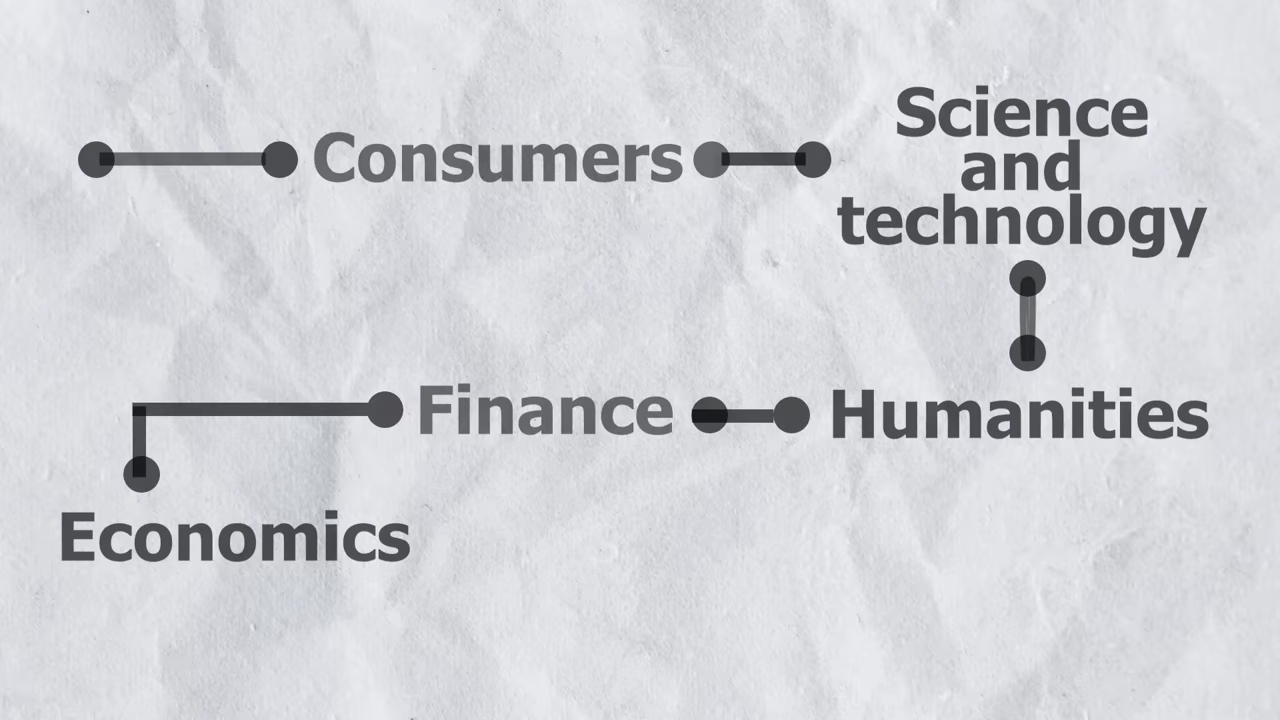 Consumers
Science
and
technology
Finance
Humanities
Economics